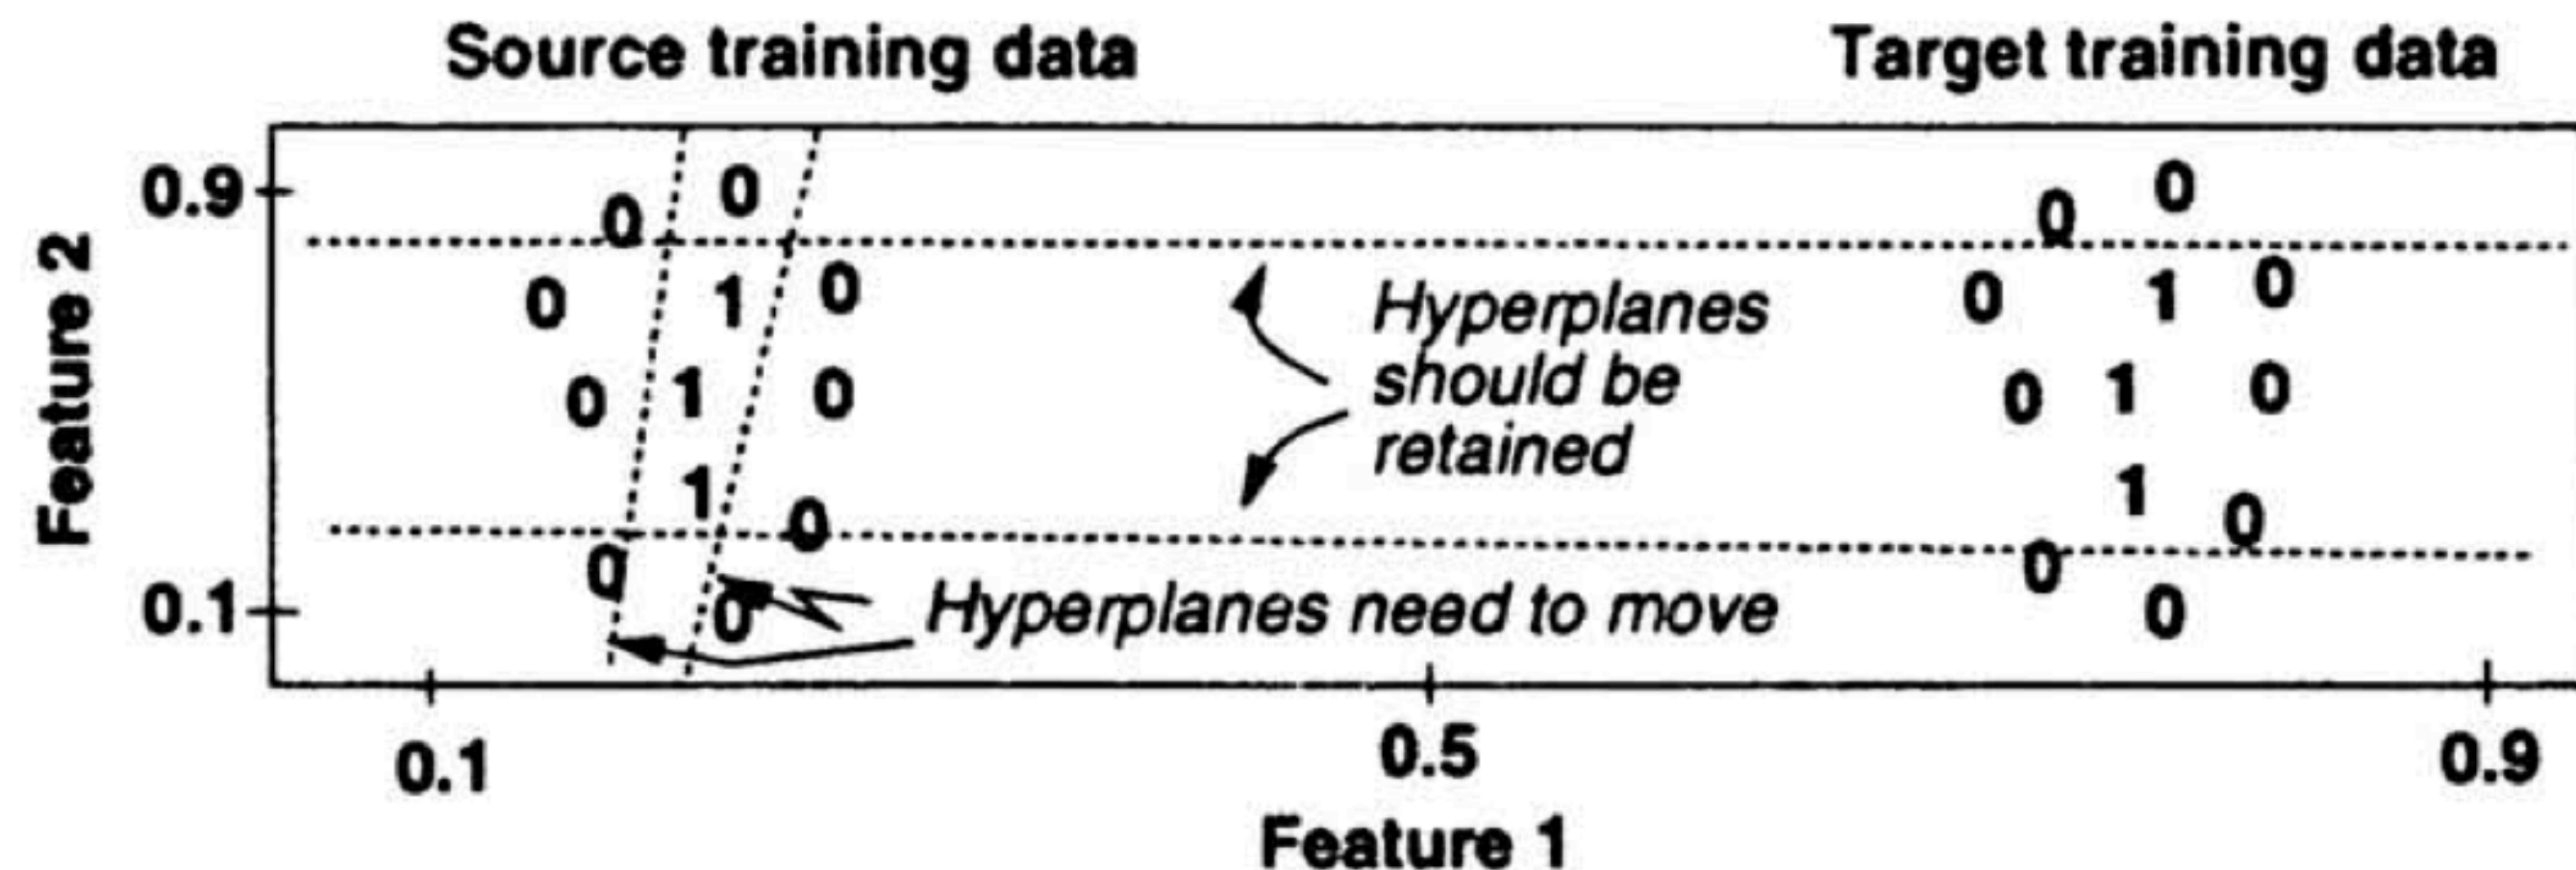 Source training data
Target training data
Feature 2
0.9
0 0
0 0
0 1 0
0 1 0
Hyperplanes
should be
retained
0 1 0
0 1 0
1 0
1 0
0
0
0.1
0
Hyperplanes need to move
0
0.1
0.5
0.9
Feature 1